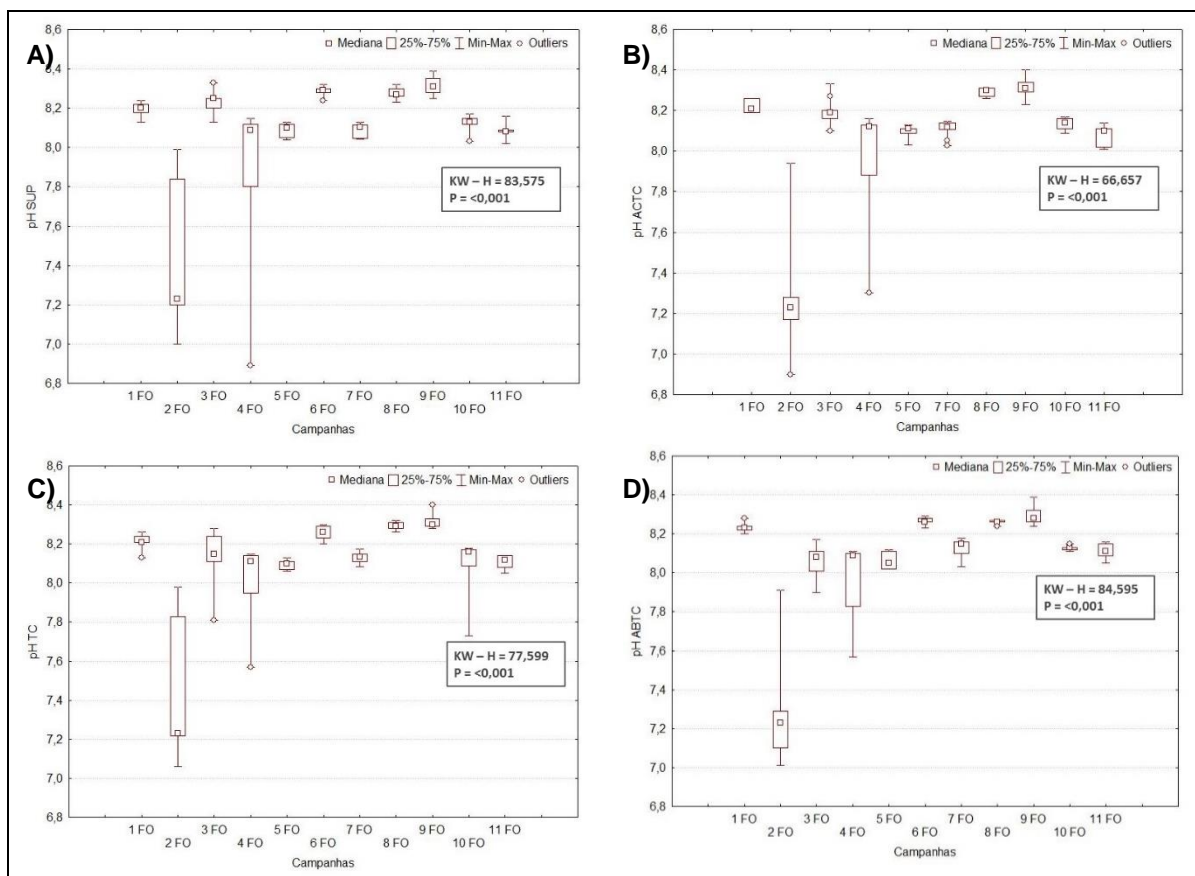 A)
8,6
8,4
8,2
8,0
7,8
7,6
7,4
7,2
7,0
6,8
pH SUP
Mediana 25%-75% Min-Max Outliers
KW – H = 83,575
P = <0,001
1 FO 3 FO 5 FO 7 FO 9 FO 11 FO
2 FO 4 FO 6 FO 8 FO 10 FO
Campanhas
B)
8,6
8,4
8,2
8,0
7,8
7,6
7,4
7,2
7,0
6,8
pH ACTC
Mediana 25%-75% Min-Max Outliers
KW – H = 66,657
P = <0,001
1 FO 3 FO 5 FO 8 FO 10 FO
2 FO 4 FO 7 FO 9 FO 11 FO
Campanhas
C)
8,6
8,4
8,2
8,0
7,8
7,6
7,4
7,2
7,0
6,8
pH TC
Mediana 25%-75% Min-Max Outliers
KW – H = 77,599
P = <0,001
1 FO 3 FO 5 FO 7 FO 9 FO 11 FO
2 FO 4 FO 6 FO 8 FO 10 FO
Campanhas
D)
8,6
8,4
8,2
8,0
7,8
7,6
7,4
7,2
7,0
6,8
pH ABTC
Mediana 25%-75% Min-Max Outliers
KW – H = 84,595
P = <0,001
1 FO 3 FO 5 FO 7 FO 9 FO 11 FO
2 FO 4 FO 6 FO 8 FO 10 FO
Campanhas